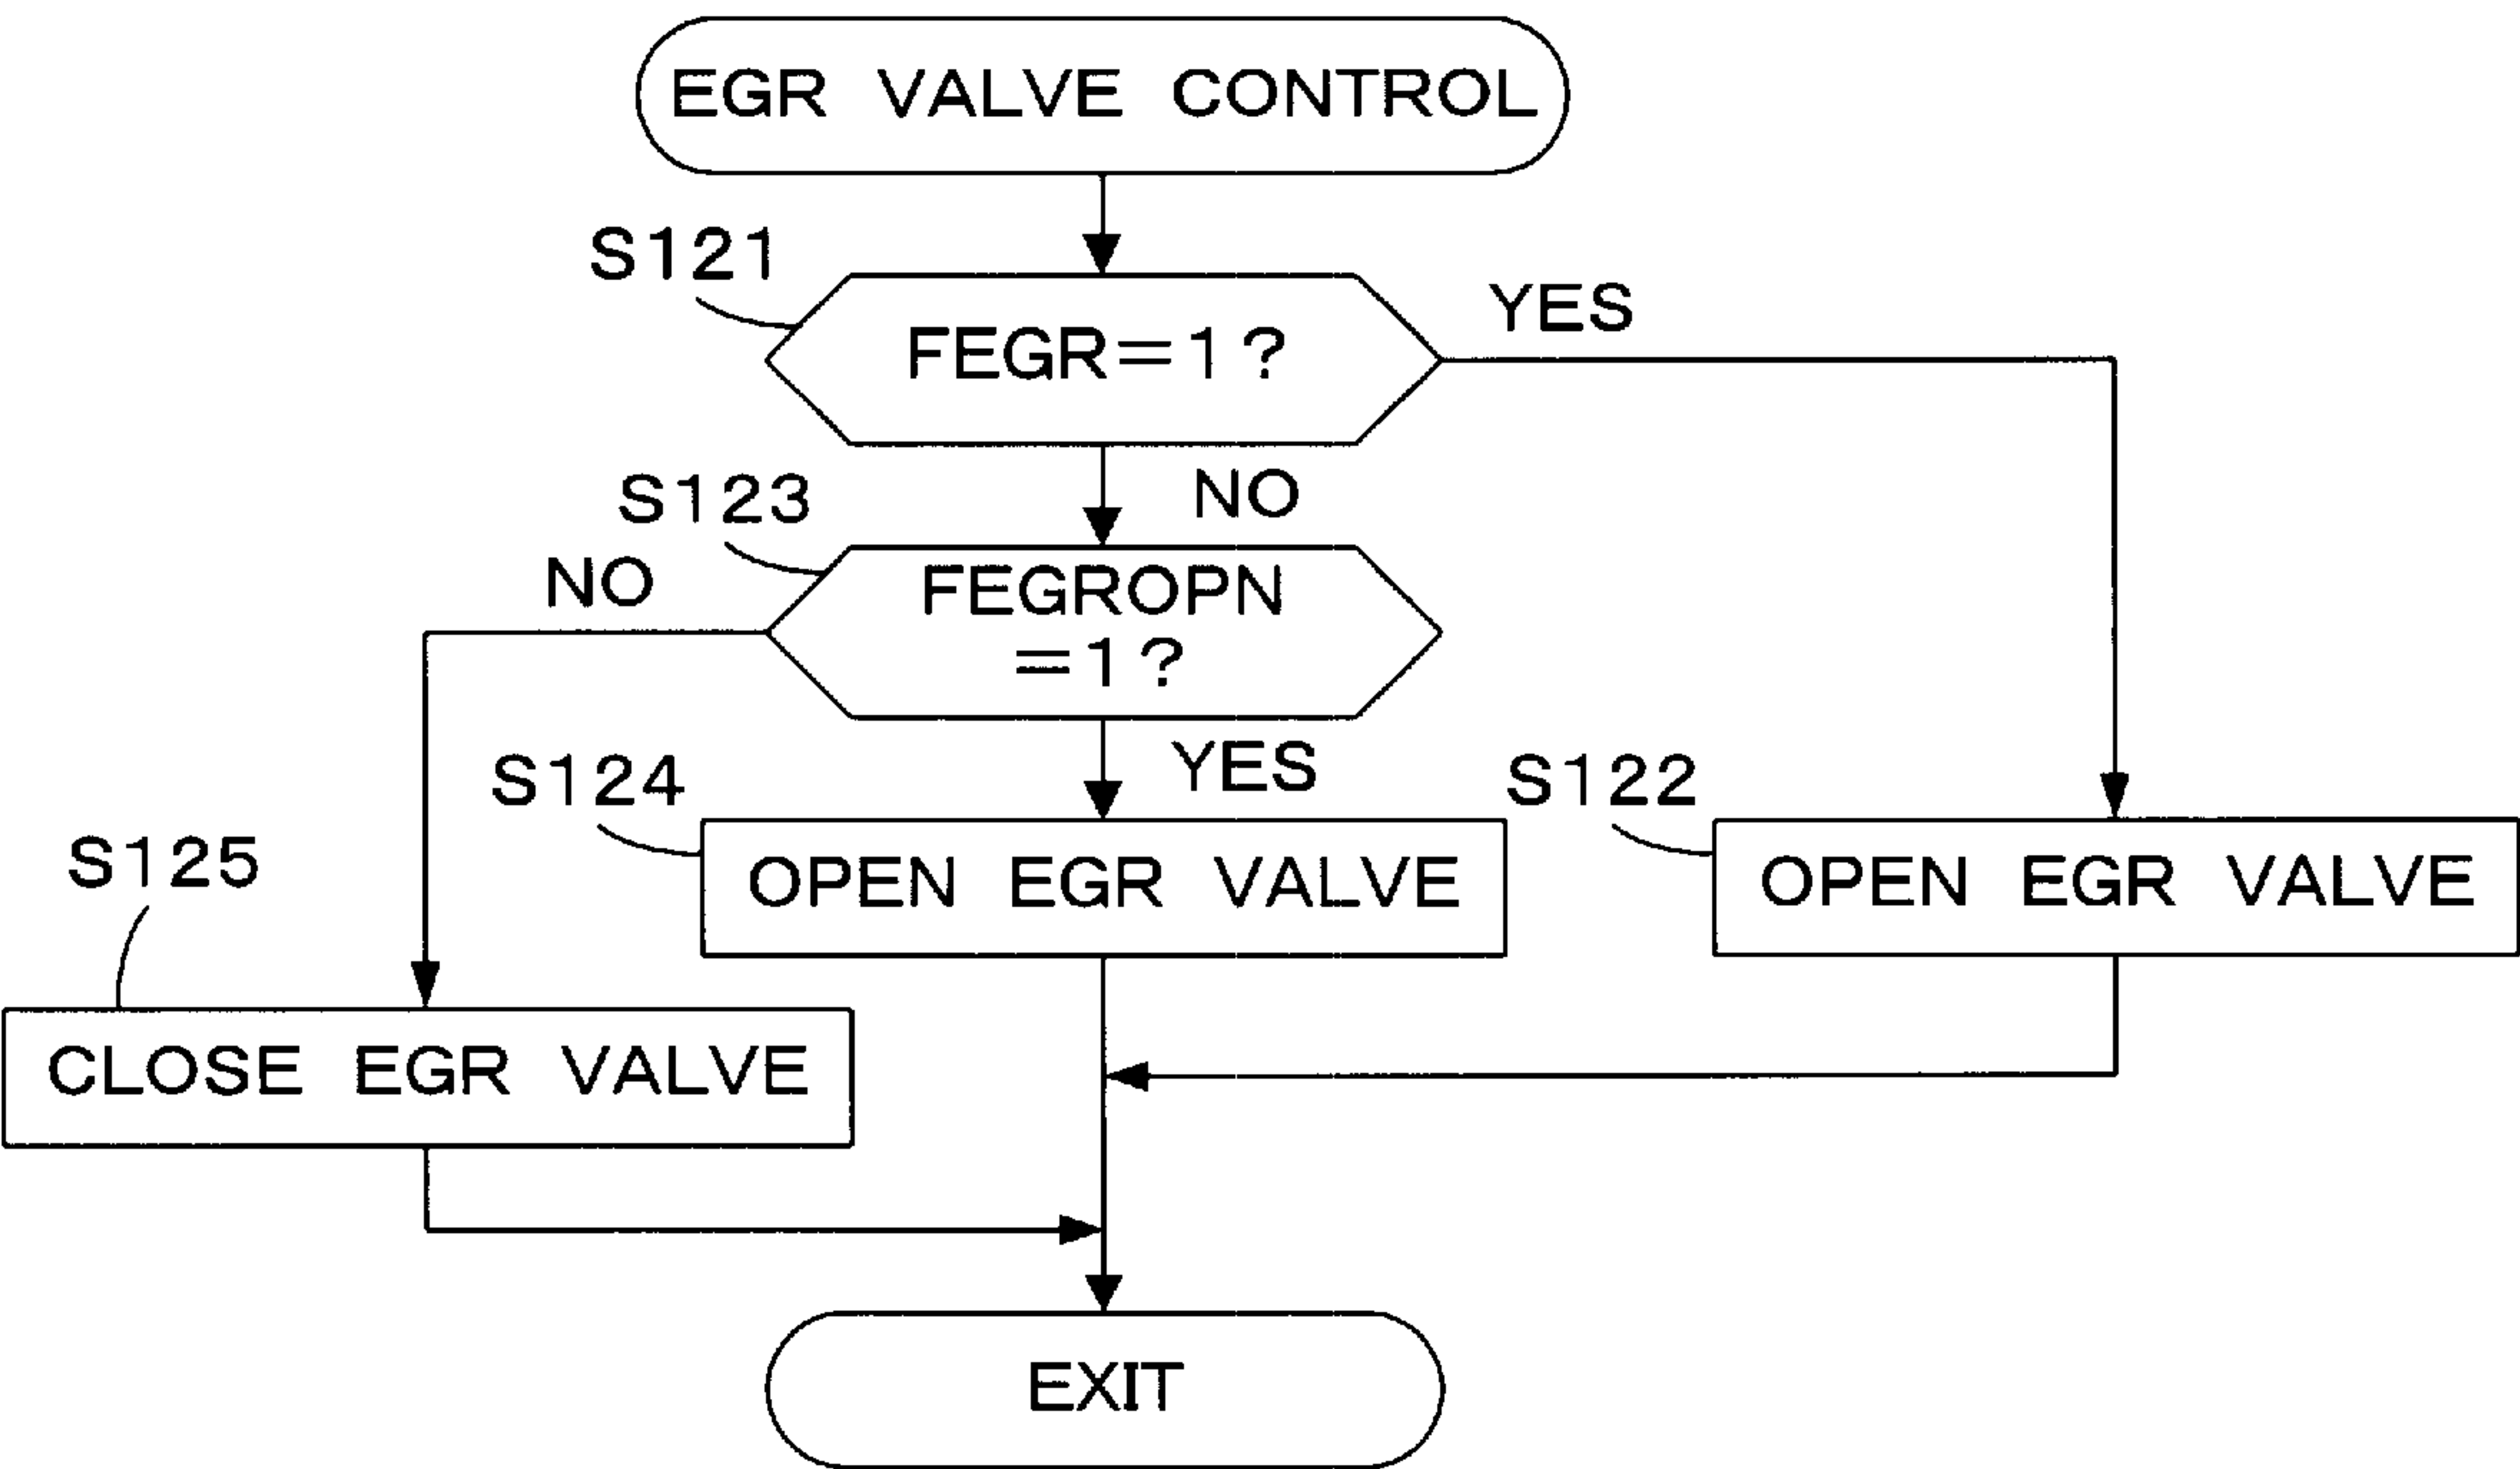 EGR VALVE CONTROL
S121
YES
FEGR=1?
S123
NO
NO
FEGROPN
=1?
S124
YES
S122
S125
OPEN EGR VALVE
OPEN EGR VALVE
CLOSE EGR VALVE
EXIT